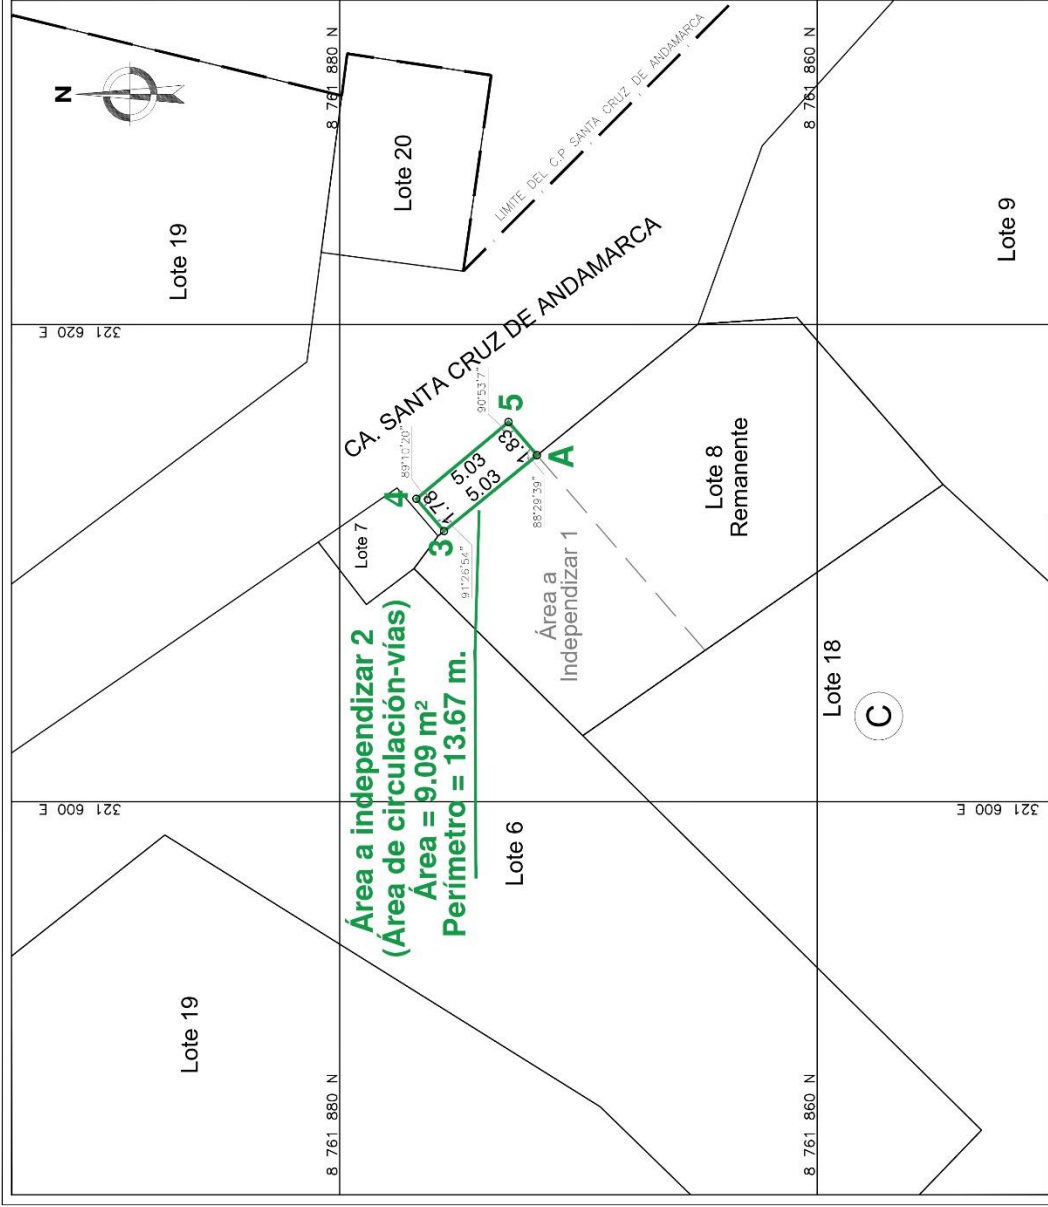 N
Lote 19
8 761 880 N
Lote 20
LIMITE DEL C.P. SANTA CRUZ DE ANDAMARCA
8 761 860 N
Lote 9
321 620 E
CA. SANTA CRUZ DE ANDAMARCA
90°53'7"
5
89°10'20"
4
1.78
5.03
5.03
1.83
A
3
88°29'39"
91°26'54"
Lote 7
Lote 8
Remanente
Área a
Independizar 1
Área a independizar 2
(Área de circulación-vías)
Área = 9.09 m²
Perímetro = 13.67 m.
Lote 18
C
321 600 E
321 600 E
Lote 6
Lote 19
8 761 880 N
8 761 860 N